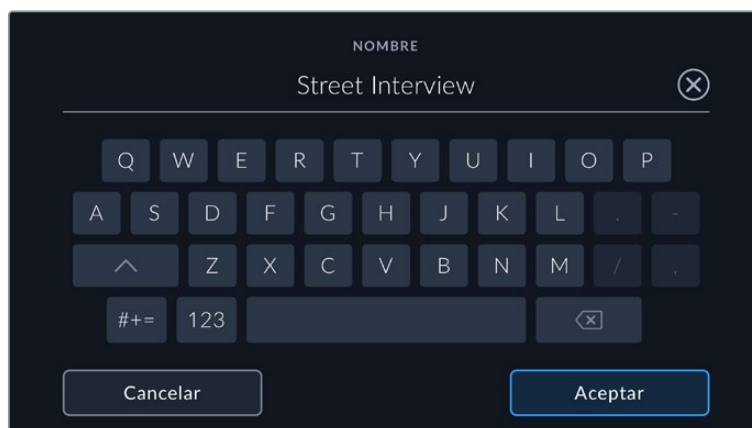 NOMBRE
Street Interview
Q W E R T Y U I O P
A S D F G H J K L . -
Z X C V B N M / ,
#+= 123
Cancelar Aceptar